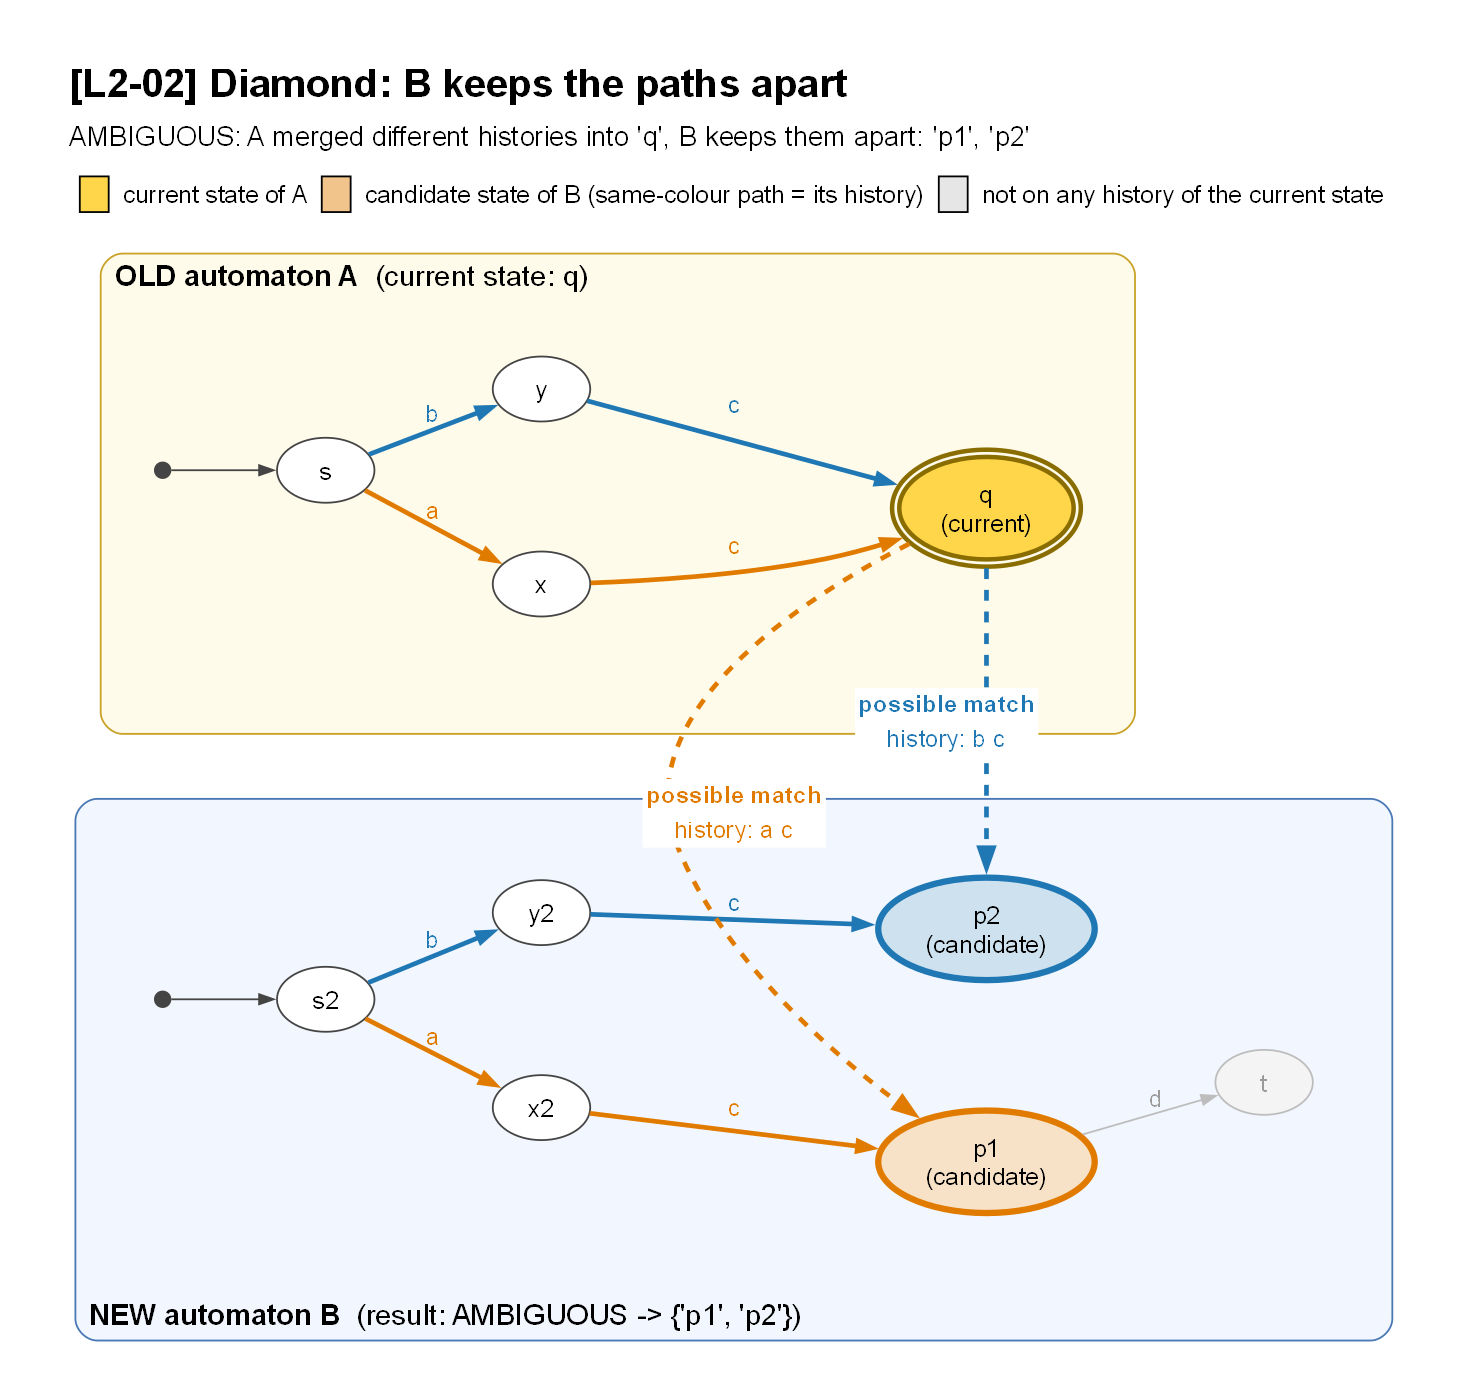 [L2-02] Diamond: B keeps the paths apart
AMBIGUOUS: A merged different histories into 'q', B keeps them apart: 'p1', 'p2'
current state of A
candidate state of B (same-colour path = its history)
not on any history of the current state
OLD automaton A (current state: q)
y
b
c
s
q
(current)
a
c
x
possible match
history: b c
possible match
history: a c
y2
c
p2
(candidate)
b
s2
a
t
d
x2
c
p1
(candidate)
NEW automaton B (result: AMBIGUOUS -> {'p1', 'p2'})